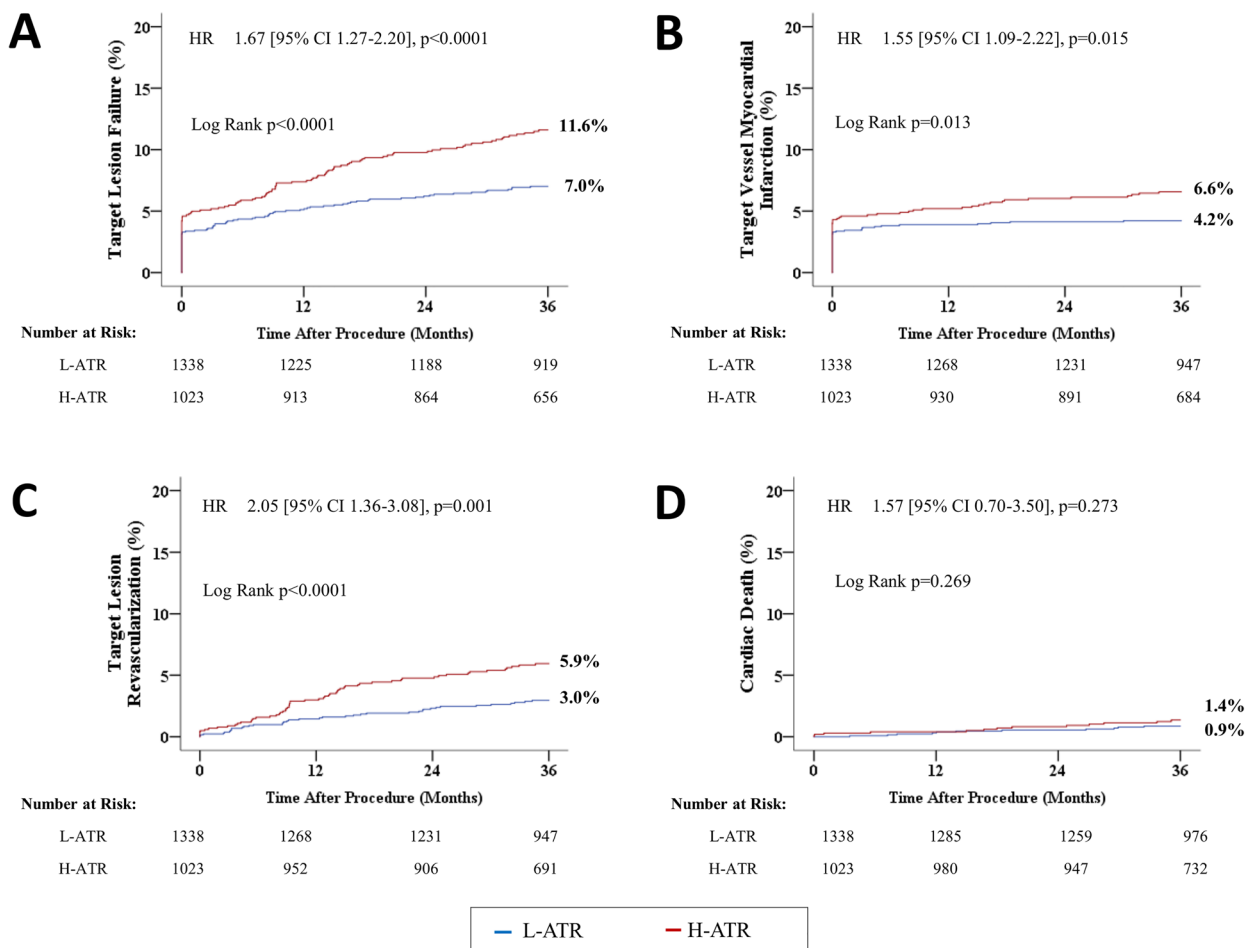 A
Target Lesion Failure (%)
20
15
10
5
0
HR 1.67 [95% CI 1.27-2.20], p<0.0001
Log Rank p<0.0001
11.6%
7.0%
0 12 24 36
Time After Procedure (Months)
Number at Risk:
L-ATR 1338 1225 1188 919
H-ATR 1023 913 864 656
B
Target Vessel Myocardial
Infarction (%)
20
15
10
5
0
HR 1.55 [95% CI 1.09-2.22], p=0.015
Log Rank p=0.013
6.6%
4.2%
0 12 24 36
Time After Procedure (Months)
Number at Risk:
L-ATR 1338 1268 1231 947
H-ATR 1023 930 891 684
C
Target Lesion
Revascularization (%)
20
15
10
5
0
HR 2.05 [95% CI 1.36-3.08], p=0.001
Log Rank p<0.0001
5.9%
3.0%
0 12 24 36
Time After Procedure (Months)
Number at Risk:
L-ATR 1338 1268 1231 947
H-ATR 1023 952 906 691
D
Cardiac Death (%)
20
15
10
5
0
HR 1.57 [95% CI 0.70-3.50], p=0.273
Log Rank p=0.269
1.4%
0.9%
0 12 24 36
Time After Procedure (Months)
Number at Risk:
L-ATR 1338 1285 1259 976
H-ATR 1023 980 947 732
L-ATR H-ATR